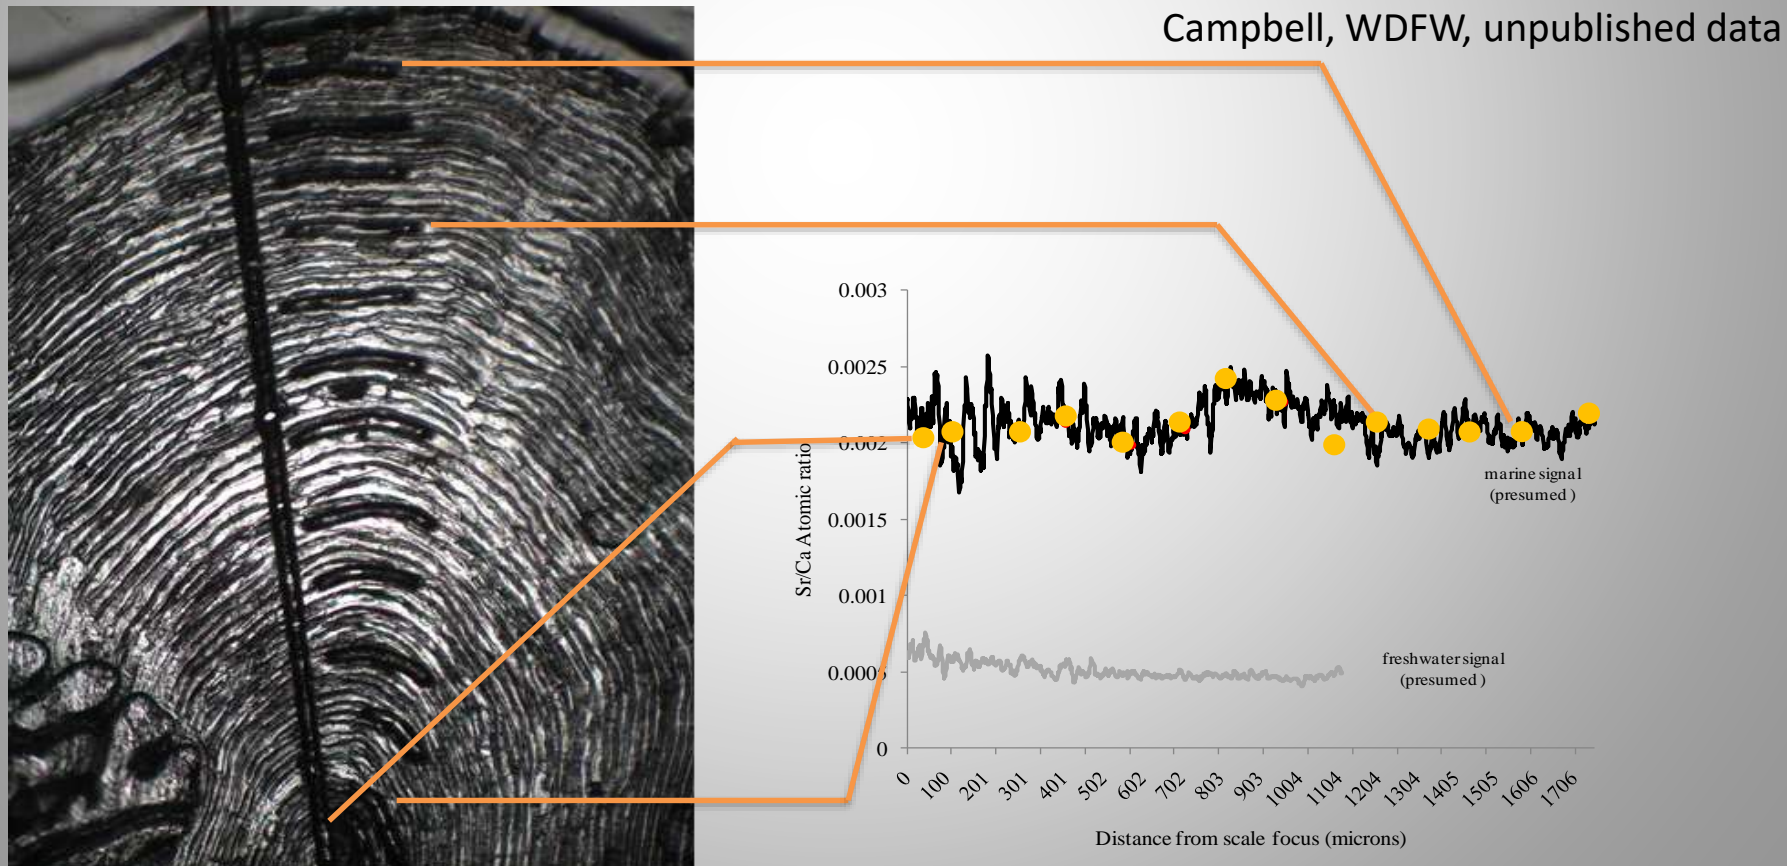 Campbell, WDFW, unpublished data
0.003
0.0025
0.002
0.0015
0.001
0.0005
0
Sr/Ca Atomic ratio
marine signal
(presumed )
freshwater signal
(presumed )
0 100 201 301 401 502 602 702 803 903 1004 1104 1204 1304 1405 1505 1606 1706
Distance from scale focus (microns)